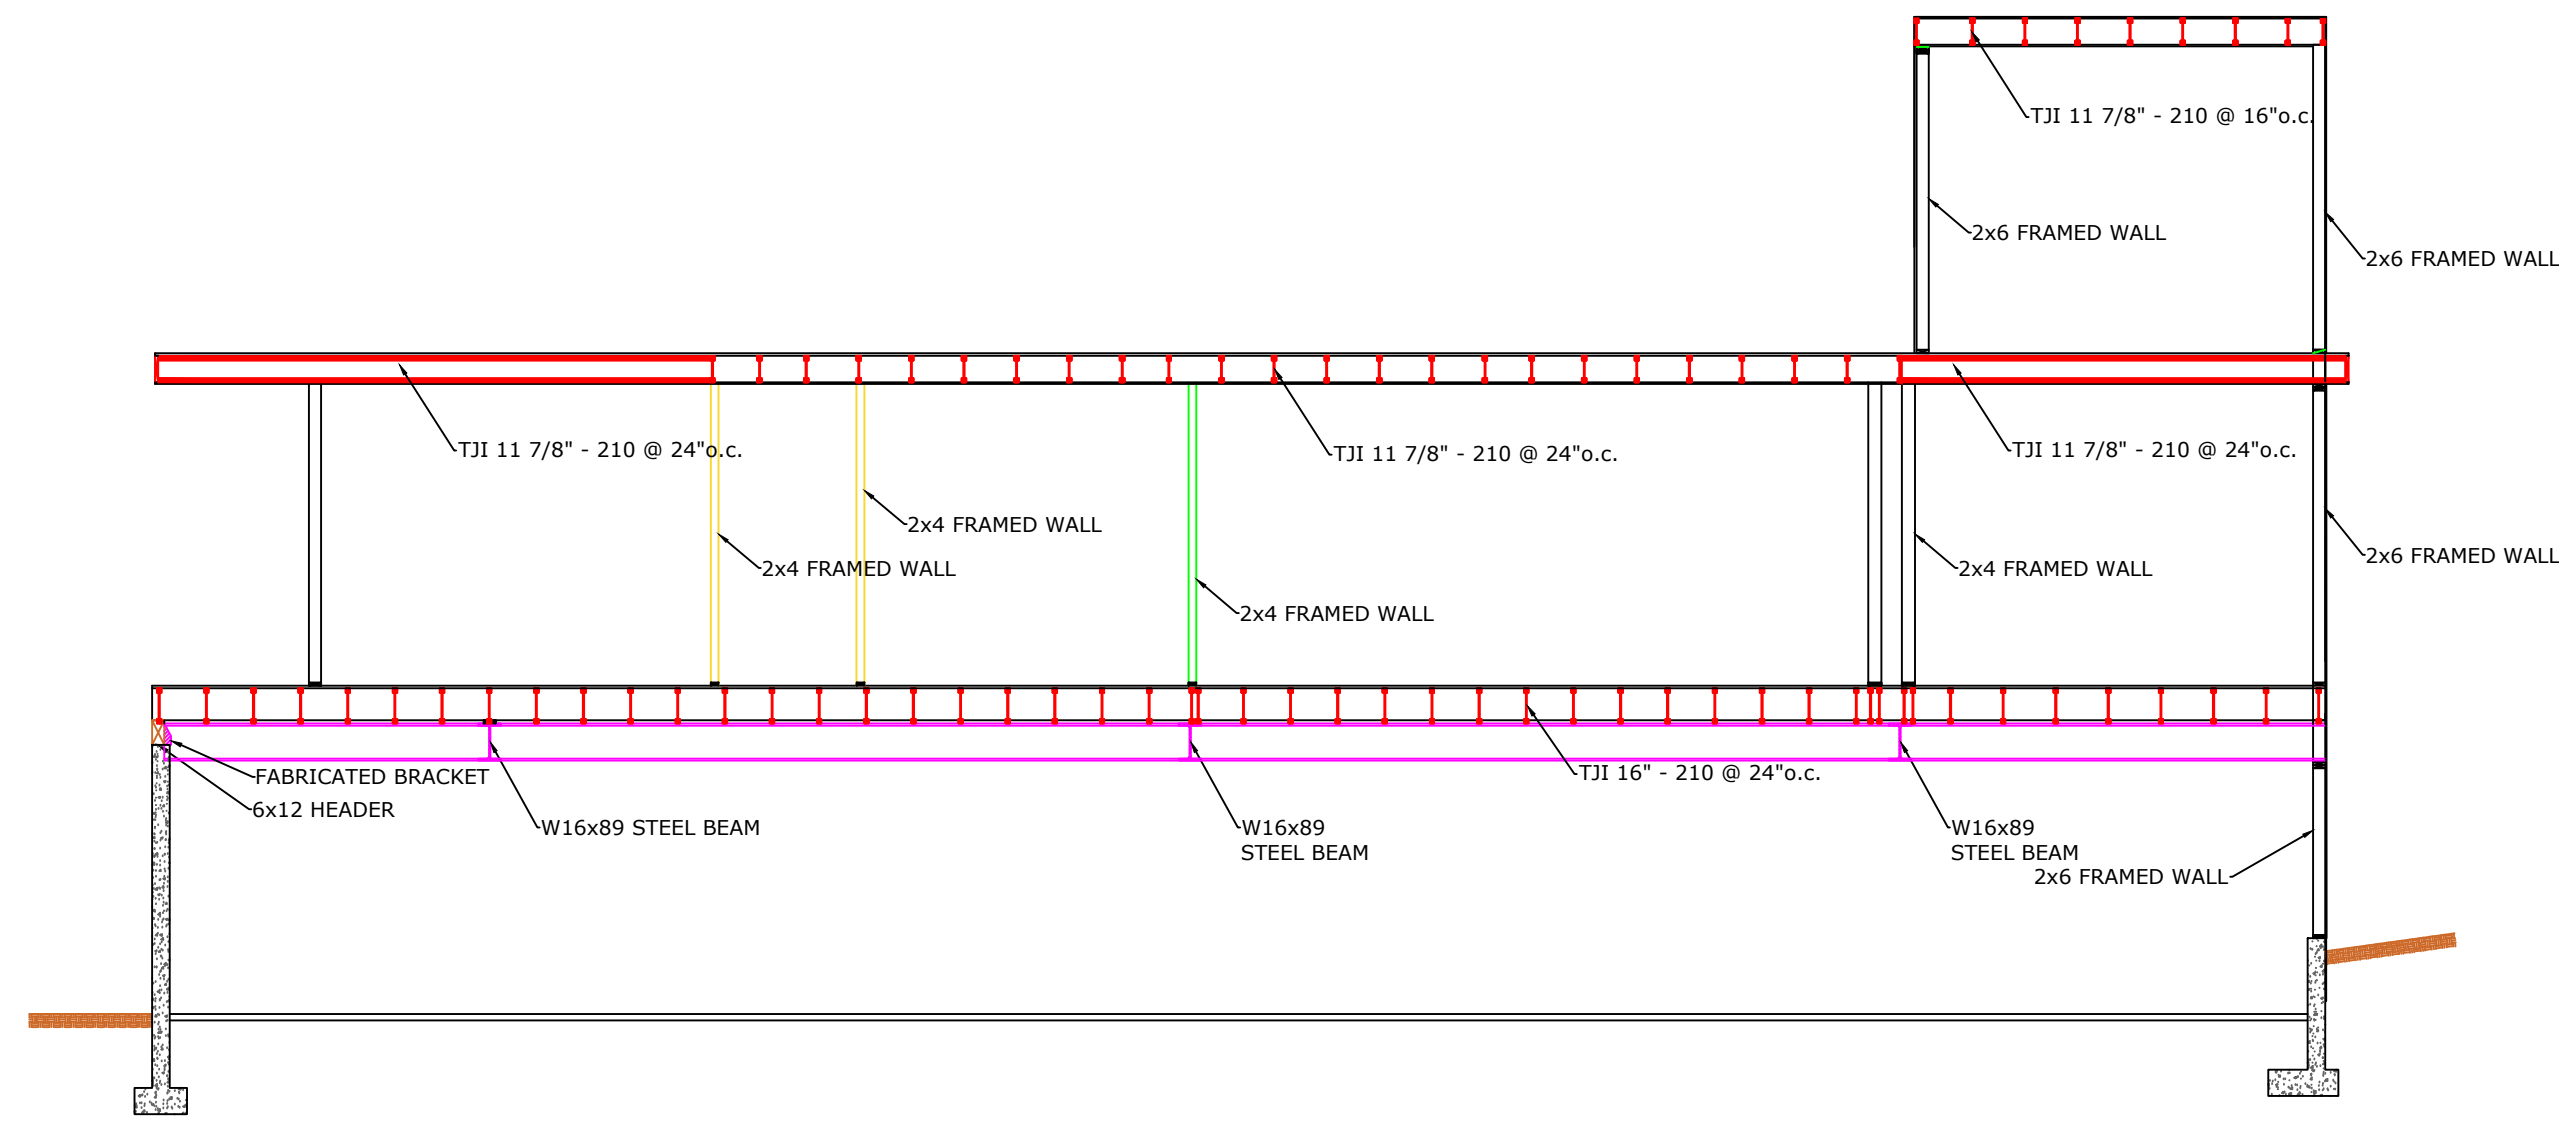 TJI 11 7/8" - 210 @ 16"o.c.
2x6 FRAMED WALL
2x6 FRAMED WALL
TJI 11 7/8" - 210 @ 24"o.c.
TJI 11 7/8" - 210 @ 24"o.c.
TJI 11 7/8" - 210 @ 24"o.c.
2x4 FRAMED WALL
2x4 FRAMED WALL
2x4 FRAMED WALL
2x4 FRAMED WALL
2x6 FRAMED WALL
FABRICATED BRACKET
6x12 HEADER
W16x89 STEEL BEAM
W16x89
STEEL BEAM
TJI 16" - 210 @ 24"o.c.
W16x89
STEEL BEAM
2x6 FRAMED WALL